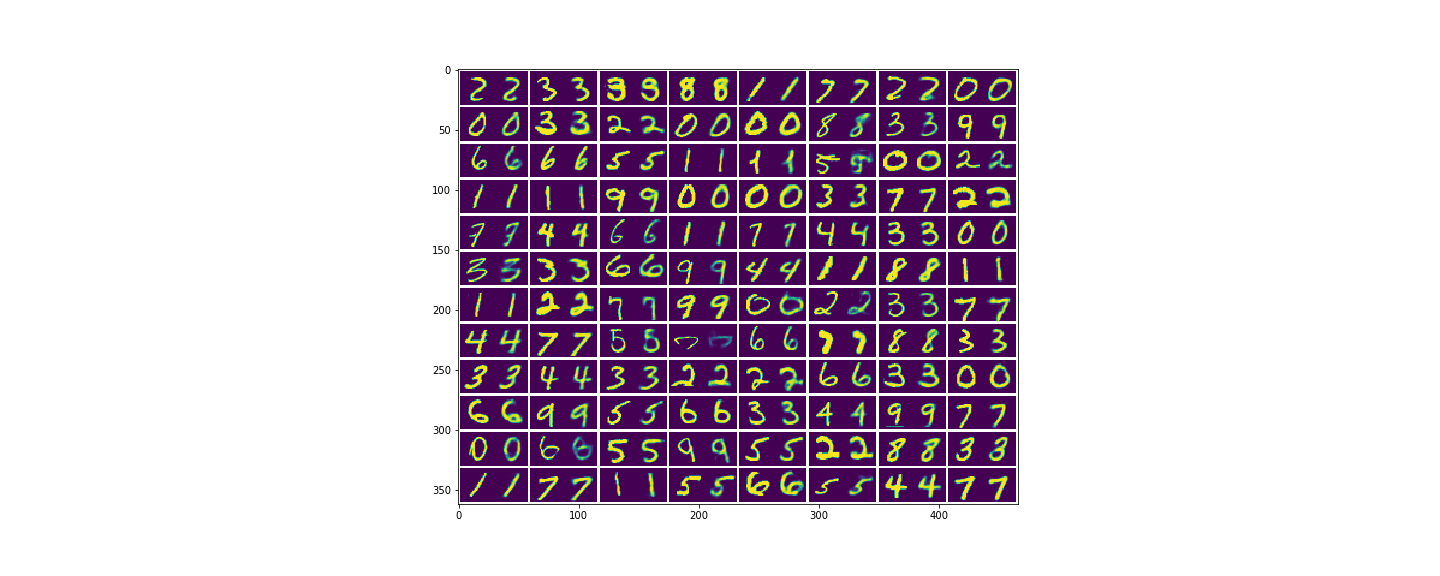 0 2 2 3 3 3 9 8 8 1 1 7 7 2 2 0 0
50 0 0 3 3 2 2 0 0 0 0 8 8 3 3 9 9
6 6 6 6 5 5 1 1 1 1 5 5 0 0 2 2
100 1 1 1 1 9 9 0 0 0 0 3 3 7 7 2 2
7 7 4 4 6 6 1 1 7 7 4 4 3 3 0 0
150
3 3 3 3 6 6 9 9 4 4 1 1 8 8 1 1
200 1 1 2 2 7 7 9 9 0 0 2 2 3 3 7 7
4 4 7 7 5 5 6 6 7 7 8 8 3 3
250 3 3 4 4 3 3 2 2 2 2 6 6 3 3 0 0
6 6 9 9 5 5 6 6 3 3 4 4 9 9 7 7
300
0 0 6 6 5 5 9 9 5 5 2 2 8 8 3 3
350 1 1 7 7 1 1 5 5 6 6 5 5 4 4 7 7
0 100 200 300 400